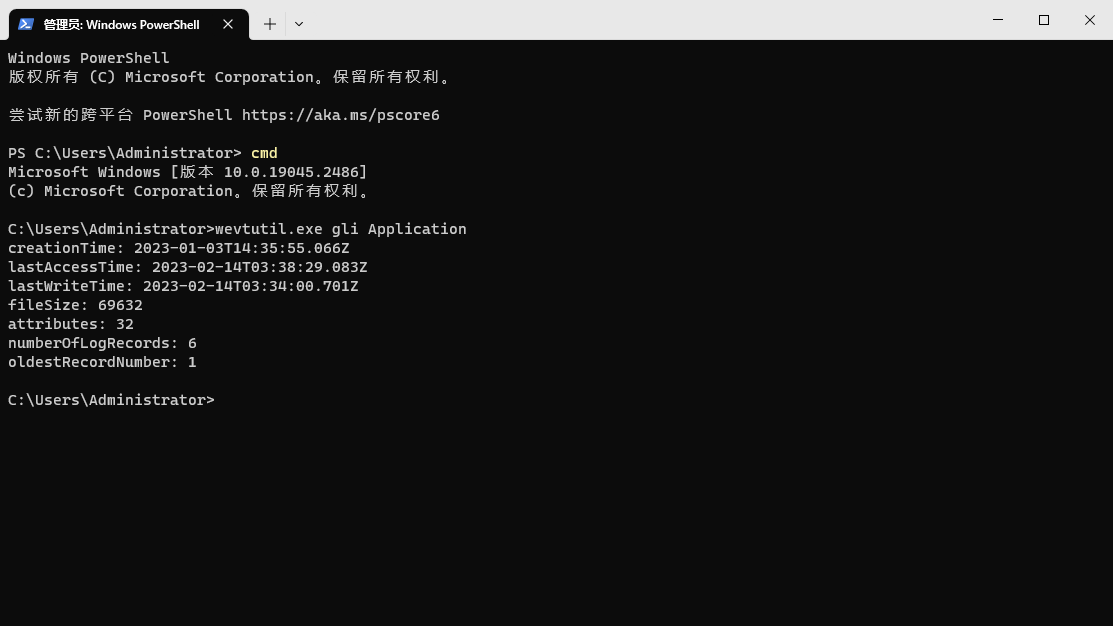 管理员: Windows PowerShell
Windows PowerShell
版权所有 (C) Microsoft Corporation。保留所有权利。
尝试新的跨平台 PowerShell https://aka.ms/pscore6
PS C:\Users\Administrator> cmd
Microsoft Windows [版本 10.0.19045.2486]
(c) Microsoft Corporation。保留所有权利。
C:\Users\Administrator>wevtutil.exe gli Application
creationTime: 2023-01-03T14:35:55.066Z
lastAccessTime: 2023-02-14T03:38:29.083Z
lastWriteTime: 2023-02-14T03:34:00.701Z
fileSize: 69632
attributes: 32
numberOfLogRecords: 6
oldestRecordNumber: 1
C:\Users\Administrator>